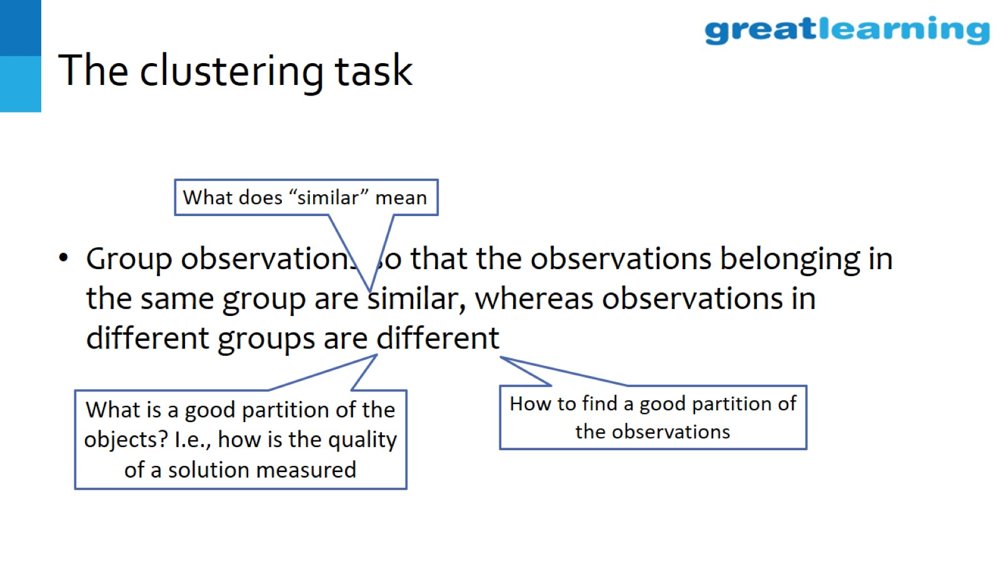 greatlearning
The clustering task
What does “similar” mean
• Group observations so that the observations belonging in
the same group are similar, whereas observations in
different groups are different
What is a good partition of the
objects? I.e., how is the quality
of a solution measured
How to find a good partition of
the observations